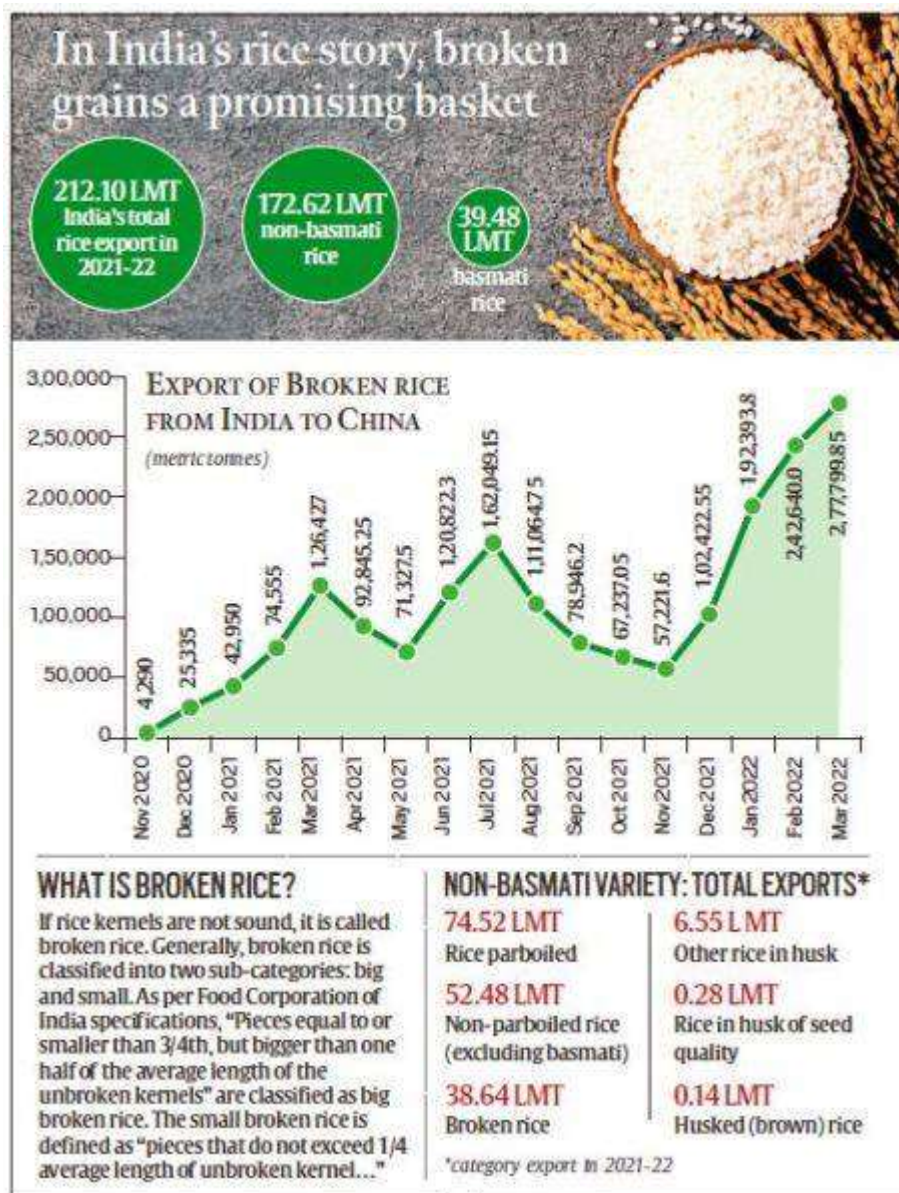 In India's rice story, broken
grains a promising basket
212.10 LMT
India's total
rice export in
2021-22
172.62 LMT
non-basmati
rice
39.48
LMT
basmati
rice
EXPORT OF BROKEN RICE
FROM INDIA TO CHINA
(metric tonnes)
3,00,000
2,50,000
2,00,000
1,50,000
1,00,000
50,000
0
4,290
25,335
42,950
74,555
1,26,427
92,845.25
71,327.5
1,20,822.3
1,62,049.15
1,11,064.75
78,946.2
67,237.05
57,221.6
1,02,422.55
1,92,393.8
2,42,640.0
2,77,799.85
Nov 2020
Dec 2020
Jan 2021
Feb 2021
Mar 2021
Apr 2021
May 2021
Jun 2021
Jul 2021
Aug 2021
Sep 2021
Oct 2021
Nov 2021
Dec 2021
Jan 2022
Feb 2022
Mar 2022
WHAT IS BROKEN RICE?
If rice kernels are not sound, it is called
broken rice. Generally, broken rice is
classified into two sub-categories: big
and small. As per Food Corporation of
India specifications, “Pieces equal to or
smaller than 3/4th, but bigger than one
half of the average length of the
unbroken kernels” are classified as big
broken rice. The small broken rice is
defined as “pieces that do not exceed 1/4
average length of unbroken kernel...”
NON-BASMATI VARIETY: TOTAL EXPORTS*
74.52 LMT
Rice parboiled
52.48 LMT
Non-parboiled rice
(excluding basmati)
38.64 LMT
Broken rice
6.55 LMT
Other rice in husk
0.28 LMT
Rice in husk of seed
quality
0.14 LMT
Husked (brown) rice
*category export in 2021-22